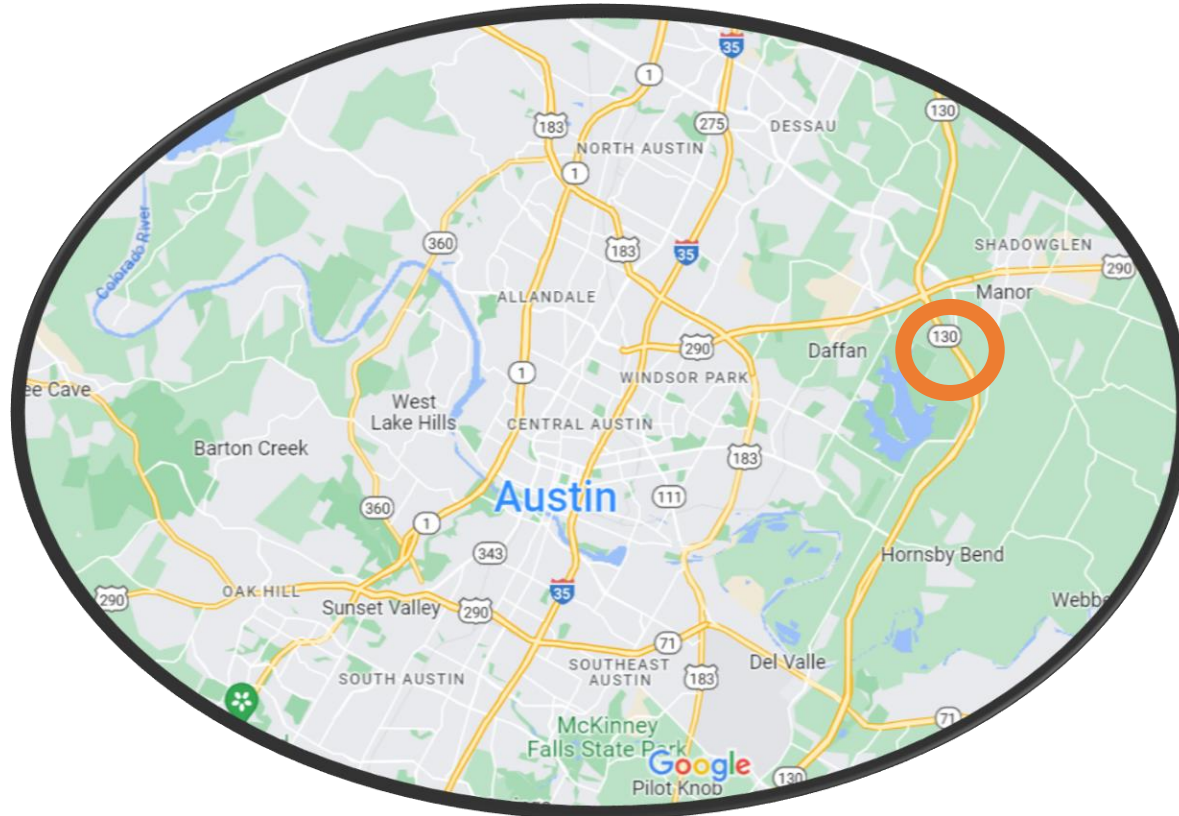 35
1
130
183
275
DESSAU
NORTH AUSTIN
1
360
183
35
SHADOWGLEN
290
Colorado River
ALLANDALE
Manor
130
290
Daffan
WINDSOR PARK
1
ee Cave
West
Lake Hills
CENTRAL AUSTIN
Barton Creek
183
Austin
111
360
1
343
Hornsby Bend
290
OAK HILL
35
Sunset Valley
290
Webbe
71
SOUTHEAST
AUSTIN
Del Valle
SOUTH AUSTIN
183
71
McKinney
Falls State Park
Google
130
Pilot Knob